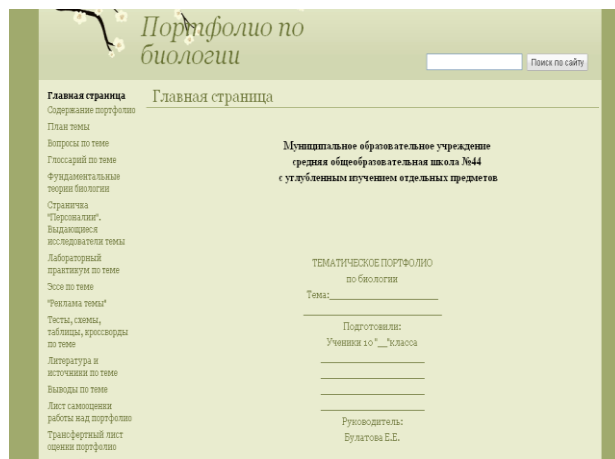 Портфолио по
биологии
Поиск по сайту
Главная страница
Содержание портфолио
План темы
Вопросы по теме
Глоссарий по теме
Фундаментальные
теории биологии
Страничка
"Персоналии".
Выдающиеся
исследователи темы
Лабораторный
практикум по теме
Эссе по теме
"Реклама темы"
Тесты, схемы,
таблицы, кроссворды
по теме
Литература и
источники по теме
Выводы по теме
Лист самооценки
работы над портфолио
Трансфертный лист
оценки портфолио
Главная страница
Муниципальное образовательное учреждение
средняя общеобразовательная школа №44
с углубленным изучением отдельных предметов
ТЕМАТИЧЕСКОЕ ПОРТФОЛИО
по биологии
Тема:_______________________
Подготовили:
Ученики 10 "__"класса
Руководитель:
Булатова Е.Е.